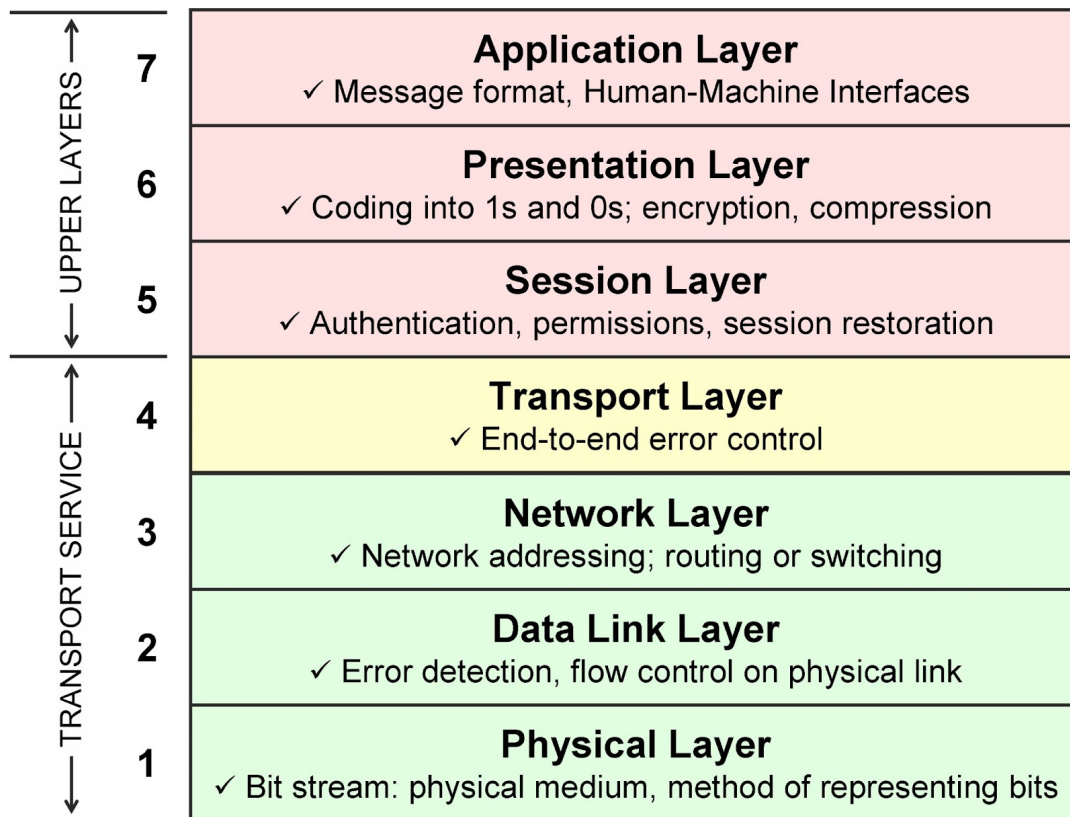 UPPER LAYERS
7
Application Layer
✓ Message format, Human-Machine Interfaces
6
Presentation Layer
✓ Coding into 1s and 0s; encryption, compression
5
Session Layer
✓ Authentication, permissions, session restoration
TRANSPORT SERVICE
4
Transport Layer
✓ End-to-end error control
3
Network Layer
✓ Network addressing; routing or switching
2
Data Link Layer
✓ Error detection, flow control on physical link
1
Physical Layer
✓ Bit stream: physical medium, method of representing bits